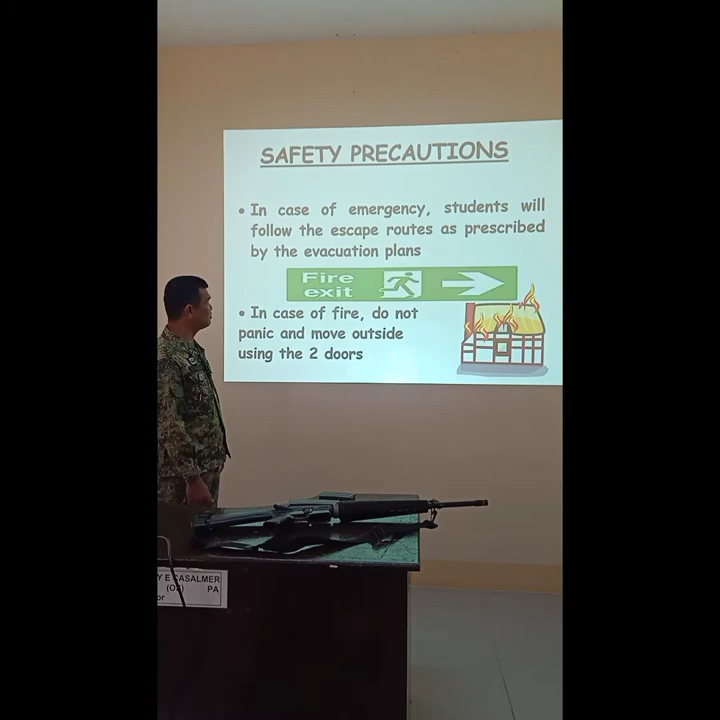 SAFETY PRECAUTIONS
• In case of emergency, students will
follow the escape routes as prescribed
by the evacuation plans
Fire
exit
• In case of fire, do not
panic and move outside
using the 2 doors
Y E CASALMER
PA